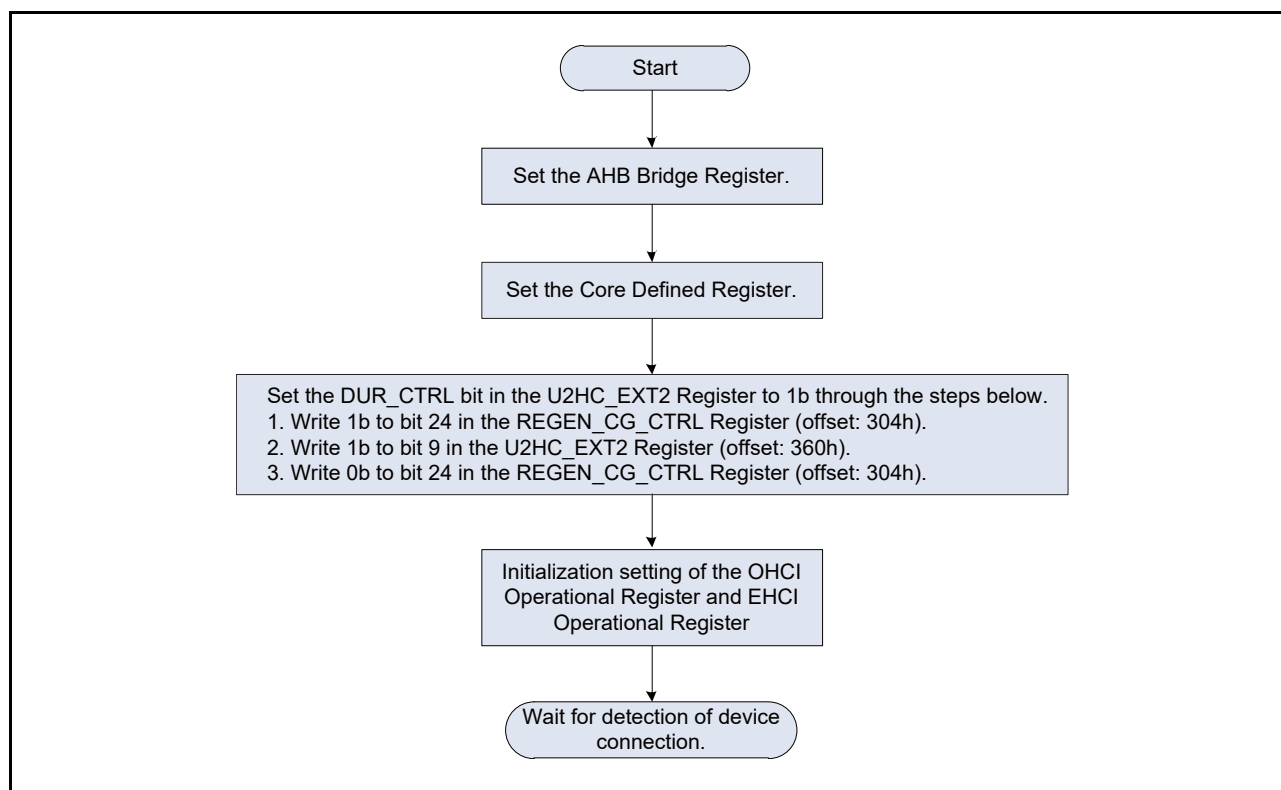 Start
Set the AHB Bridge Register.
Set the Core Defined Register.
Set the DUR_CTRL bit in the U2HC_EXT2 Register to 1b through the steps below.
1. Write 1b to bit 24 in the REGEN_CG_CTRL Register (offset: 304h).
2. Write 1b to bit 9 in the U2HC_EXT2 Register (offset: 360h).
3. Write 0b to bit 24 in the REGEN_CG_CTRL Register (offset: 304h).
Initialization setting of the OHCI
Operational Register and EHCI
Operational Register
Wait for detection of device
connection.